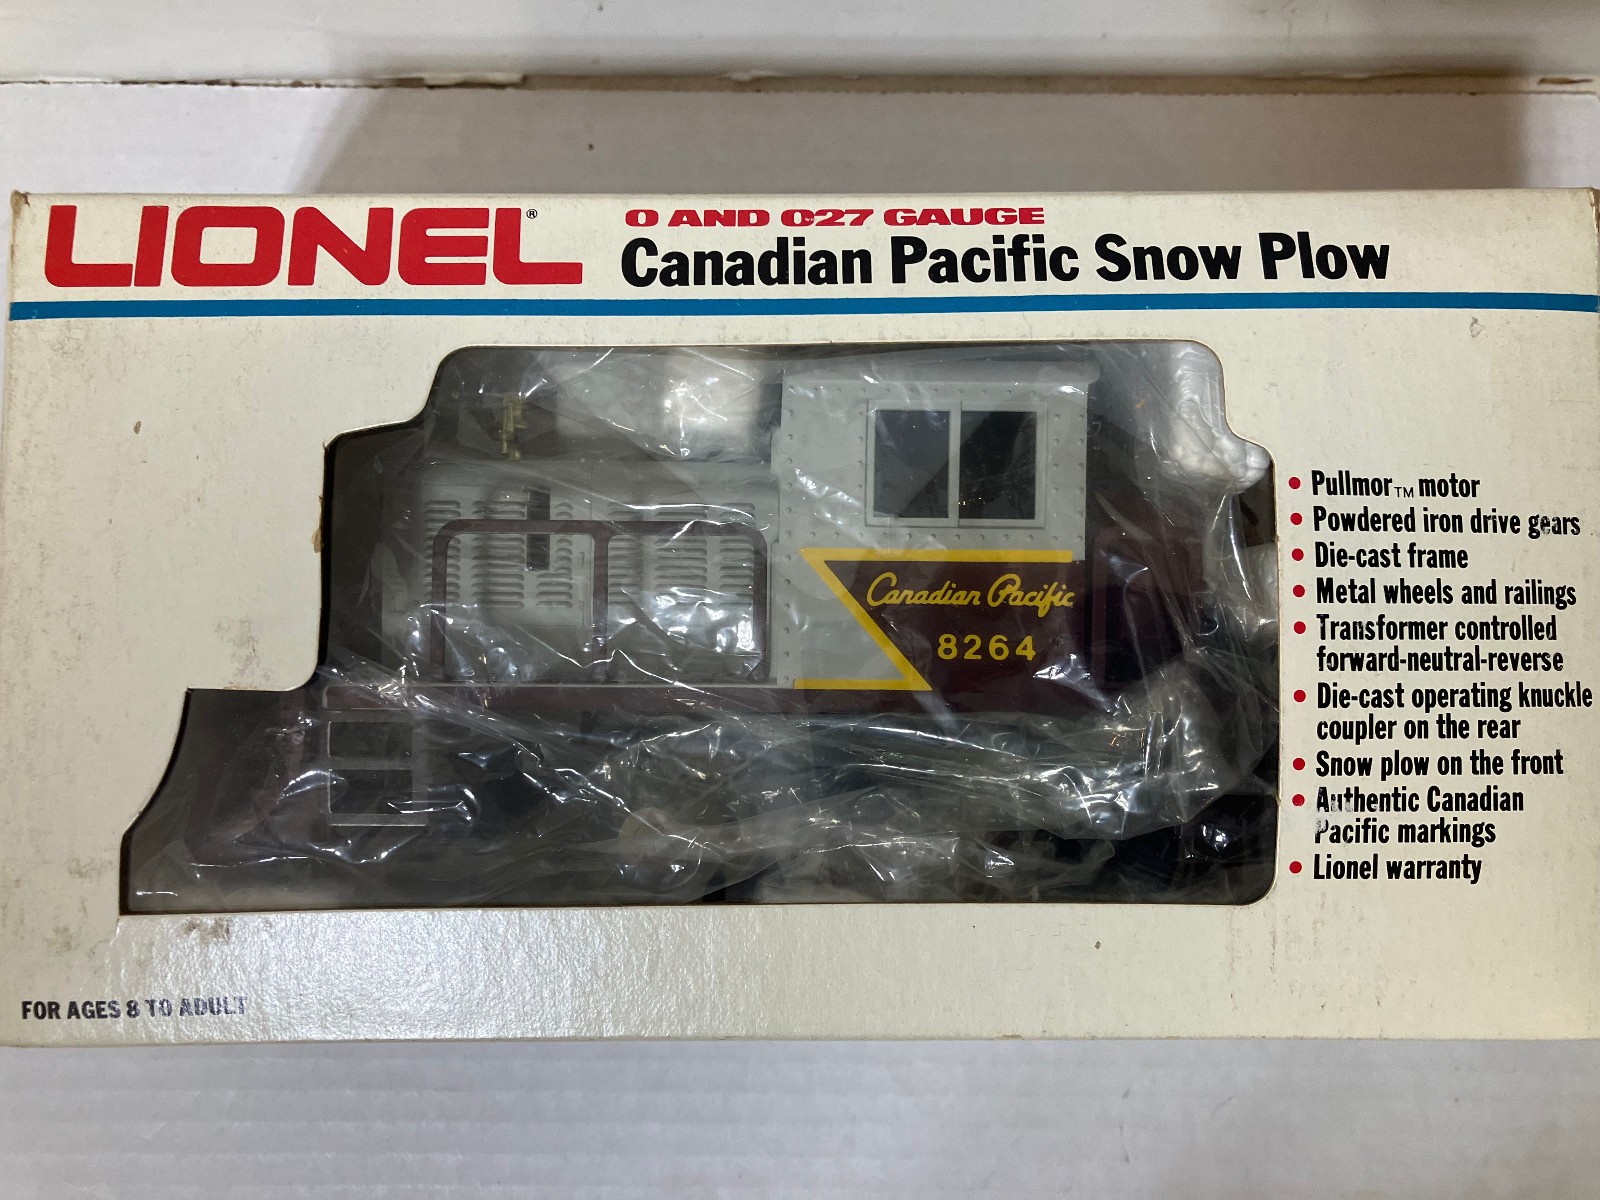 LIONEL®
O AND O27 GAUGE
Canadian Pacific Snow Plow
Canadian Pacific
8264
• Pullmor™ motor
• Powdered iron drive gears
• Die-cast frame
• Metal wheels and railings
• Transformer controlled
forward-neutral-reverse
• Die-cast operating knuckle
coupler on the rear
• Snow plow on the front
• Authentic Canadian
Pacific markings
• Lionel warranty
FOR AGES 8 TO ADULT